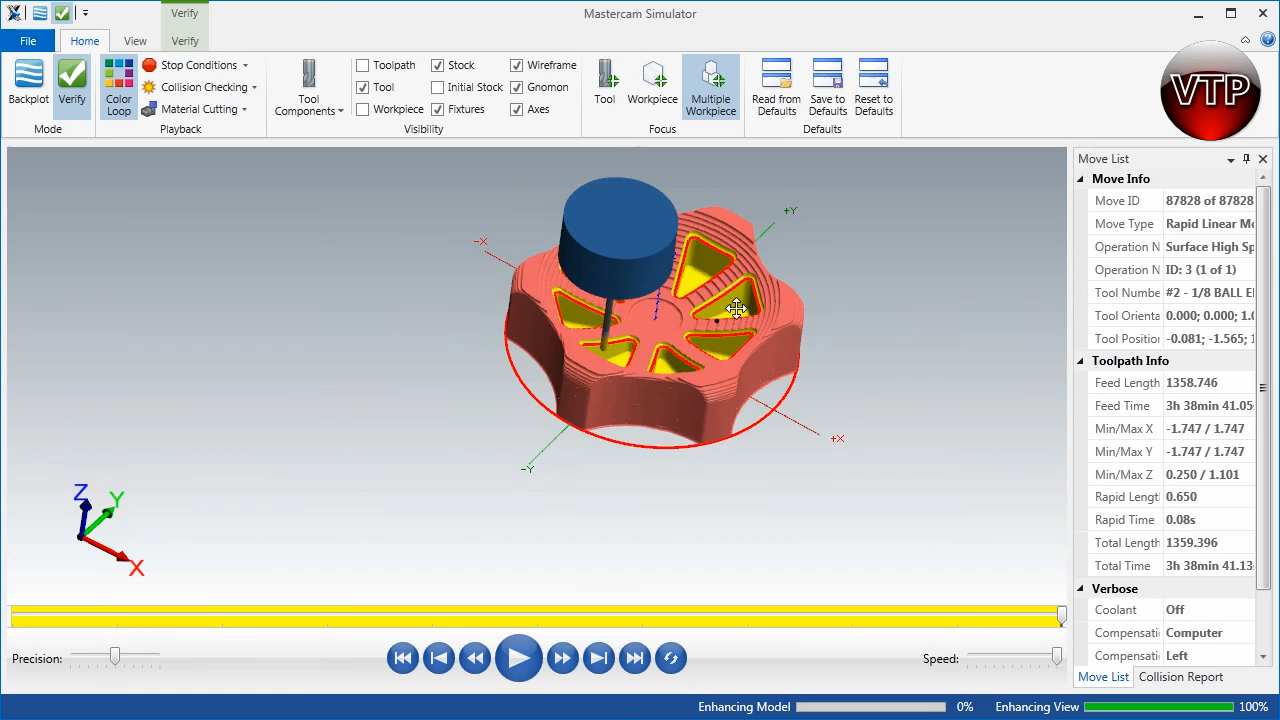 Verify
Mastercam Simulator
File
Home
View
Verify
Backplot
Verify
Mode
Color Loop
Stop Conditions
Collision Checking
Material Cutting
Playback
Tool Components
Toolpath
Tool
Workpiece
Stock
Initial Stock
Fixtures
Wireframe
Gnomon
Axes
Visibility
Tool
Workpiece
Multiple Workpiece
Focus
Read from Defaults
Save to Defaults
Reset to Defaults
Defaults
VTP
-X
+Y
-Y
+X
Z
Y
X
Move List
Move Info
Move ID 87828 of 87828
Move Type Rapid Linear Mo
Operation N Surface High Sp
Operation N ID: 3 (1 of 1)
Tool Numbe #2 - 1/8 BALL E
Tool Orienta 0.000; 0.000; 1.0
Tool Position -0.081; -1.565; 1
Toolpath Info
Feed Length 1358.746
Feed Time 3h 38min 41.05
Min/Max X -1.747 / 1.747
Min/Max Y -1.747 / 1.747
Min/Max Z 0.250 / 1.101
Rapid Lengt 0.650
Rapid Time 0.08s
Total Length 1359.396
Total Time 3h 38min 41.13
Verbose
Coolant Off
Compensati Computer
Compensati Left
Move List
Collision Report
Precision:
Speed:
Enhancing Model 0%
Enhancing View 100%